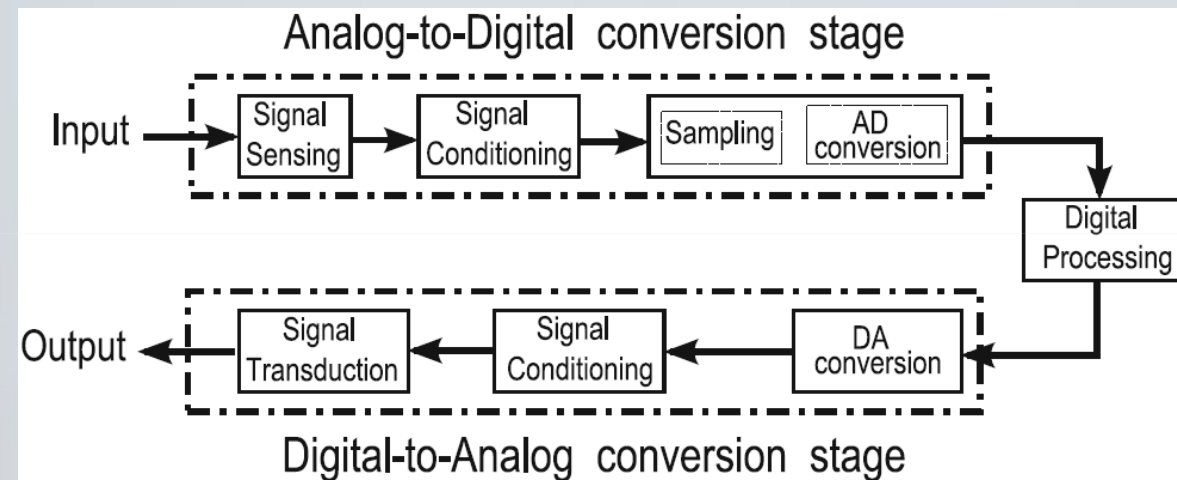 Analog-to-Digital conversion stage
Input
Signal
Sensing
Signal
Conditioning
Sampling
AD
conversion
Digital
Processing
DA
conversion
Signal
Conditioning
Signal
Transduction
Output
Digital-to-Analog conversion stage